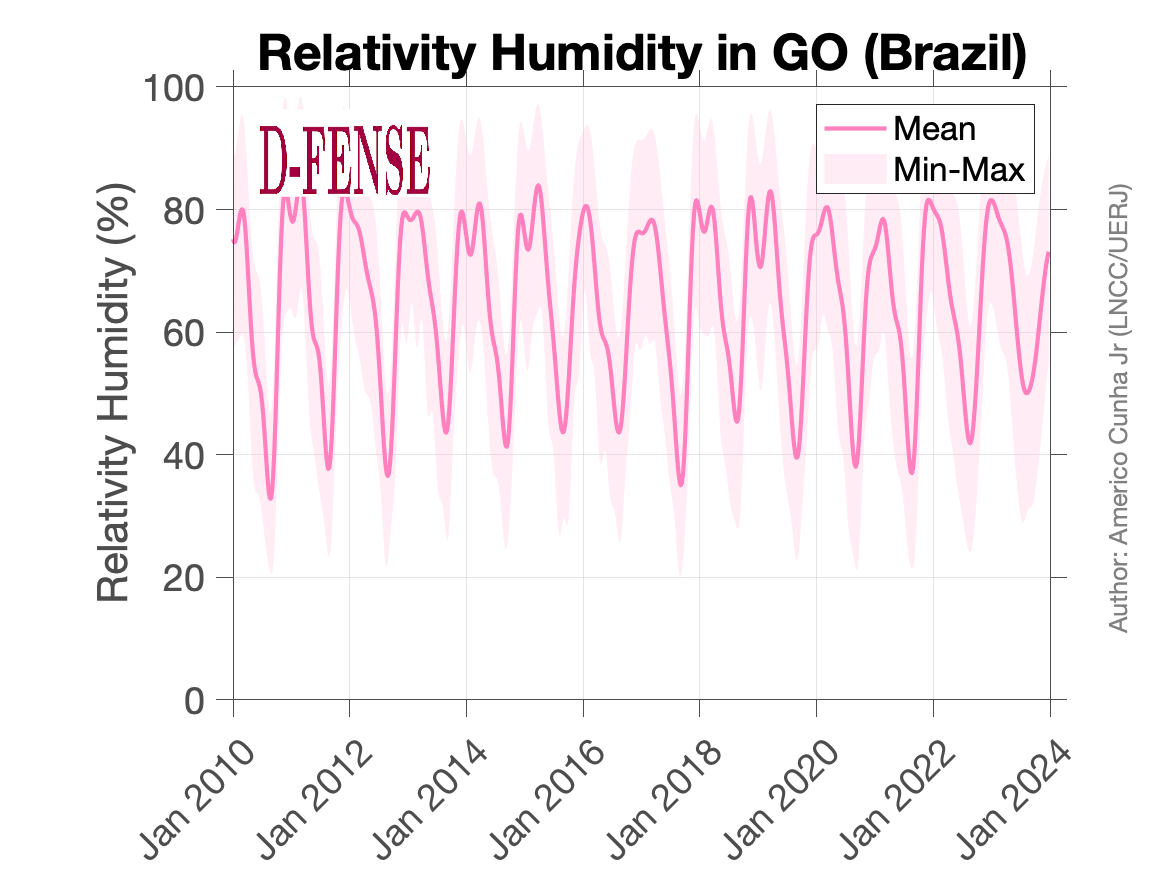 Relativity Humidity in GO (Brazil)
D-FENSE
Mean
Min-Max
Relativity Humidity (%)
100
80
60
40
20
0
Jan 2010
Jan 2012
Jan 2014
Jan 2016
Jan 2018
Jan 2020
Jan 2022
Jan 2024
Author: Americo Cunha Jr (LNCC/UERJ)